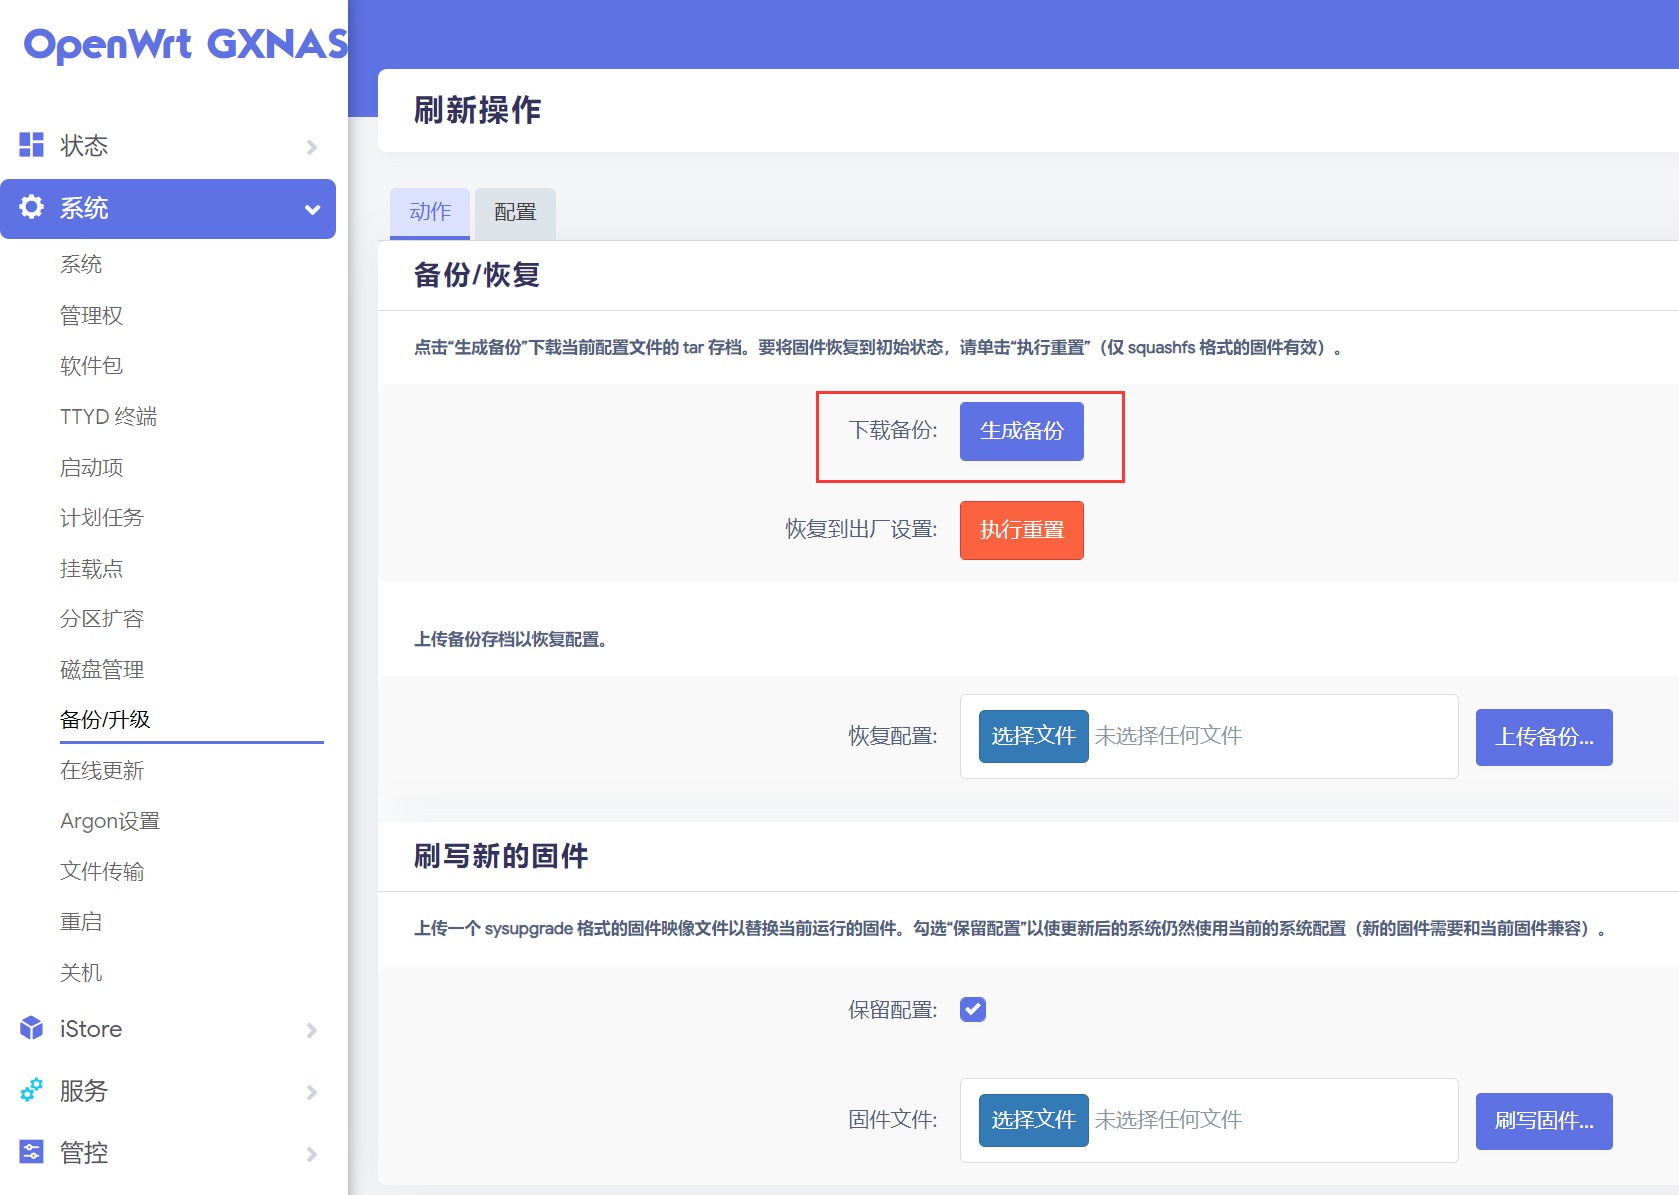 OpenWrt GXNAS
状态
系统
系统
管理权
软件包
TTYD 终端
启动项
计划任务
挂载点
分区扩容
磁盘管理
备份/升级
在线更新
Argon设置
文件传输
重启
关机
iStore
服务
管控
刷新操作
动作
配置
备份/恢复
点击“生成备份”下载当前配置文件的 tar 存档。要将固件恢复到初始状态，请单击“执行重置”（仅 squashfs 格式的固件有效）。
下载备份: 生成备份
恢复到出厂设置: 执行重置
上传备份存档以恢复配置。
恢复配置: 选择文件 未选择任何文件 上传备份...
刷写新的固件
上传一个 sysupgrade 格式的固件映像文件以替换当前运行的固件。勾选“保留配置”以使更新后的系统仍然使用当前的系统配置（新的固件需要和当前固件兼容）。
保留配置:
固件文件: 选择文件 未选择任何文件 刷写固件...